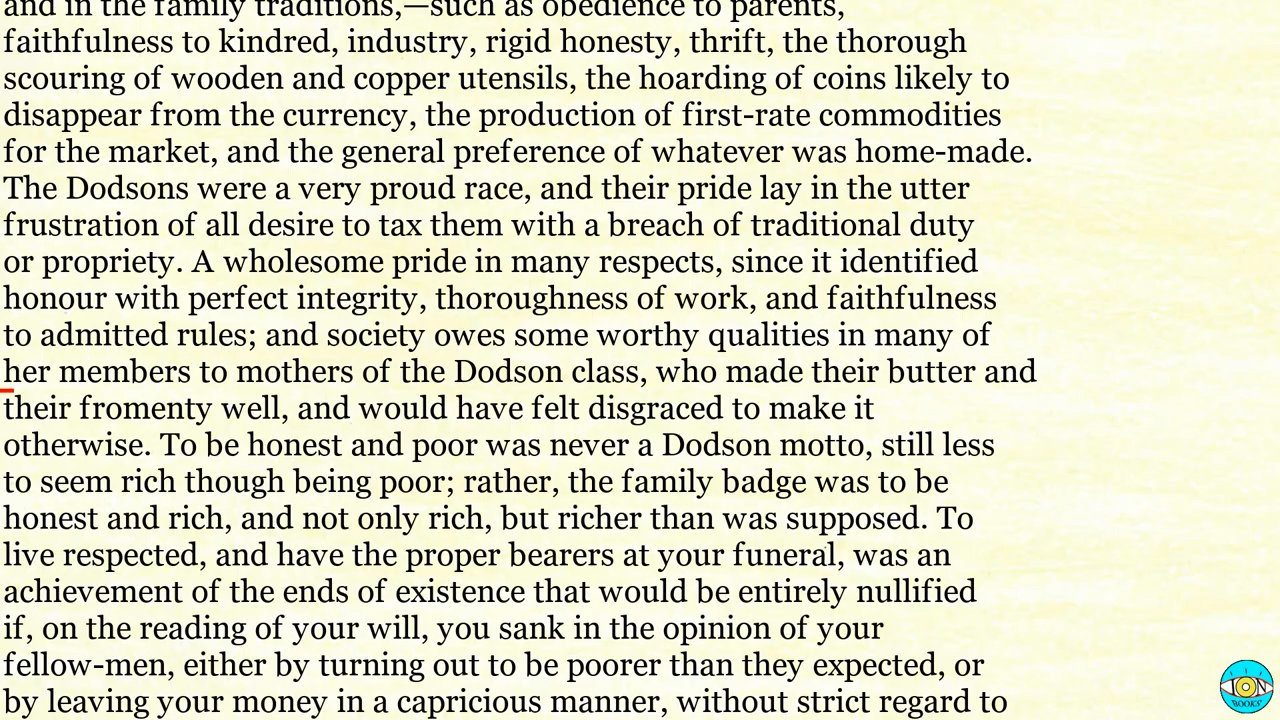 and in the family traditions,—such as obedience to parents,
faithfulness to kindred, industry, rigid honesty, thrift, the thorough
scouring of wooden and copper utensils, the hoarding of coins likely to
disappear from the currency, the production of first-rate commodities
for the market, and the general preference of whatever was home-made.
The Dodsons were a very proud race, and their pride lay in the utter
frustration of all desire to tax them with a breach of traditional duty
or propriety. A wholesome pride in many respects, since it identified
honour with perfect integrity, thoroughness of work, and faithfulness
to admitted rules; and society owes some worthy qualities in many of
her members to mothers of the Dodson class, who made their butter and
their fromenty well, and would have felt disgraced to make it
otherwise. To be honest and poor was never a Dodson motto, still less
to seem rich though being poor; rather, the family badge was to be
honest and rich, and not only rich, but richer than was supposed. To
live respected, and have the proper bearers at your funeral, was an
achievement of the ends of existence that would be entirely nullified
if, on the reading of your will, you sank in the opinion of your
fellow-men, either by turning out to be poorer than they expected, or
by leaving your money in a capricious manner, without strict regard to
ION
BOOKS